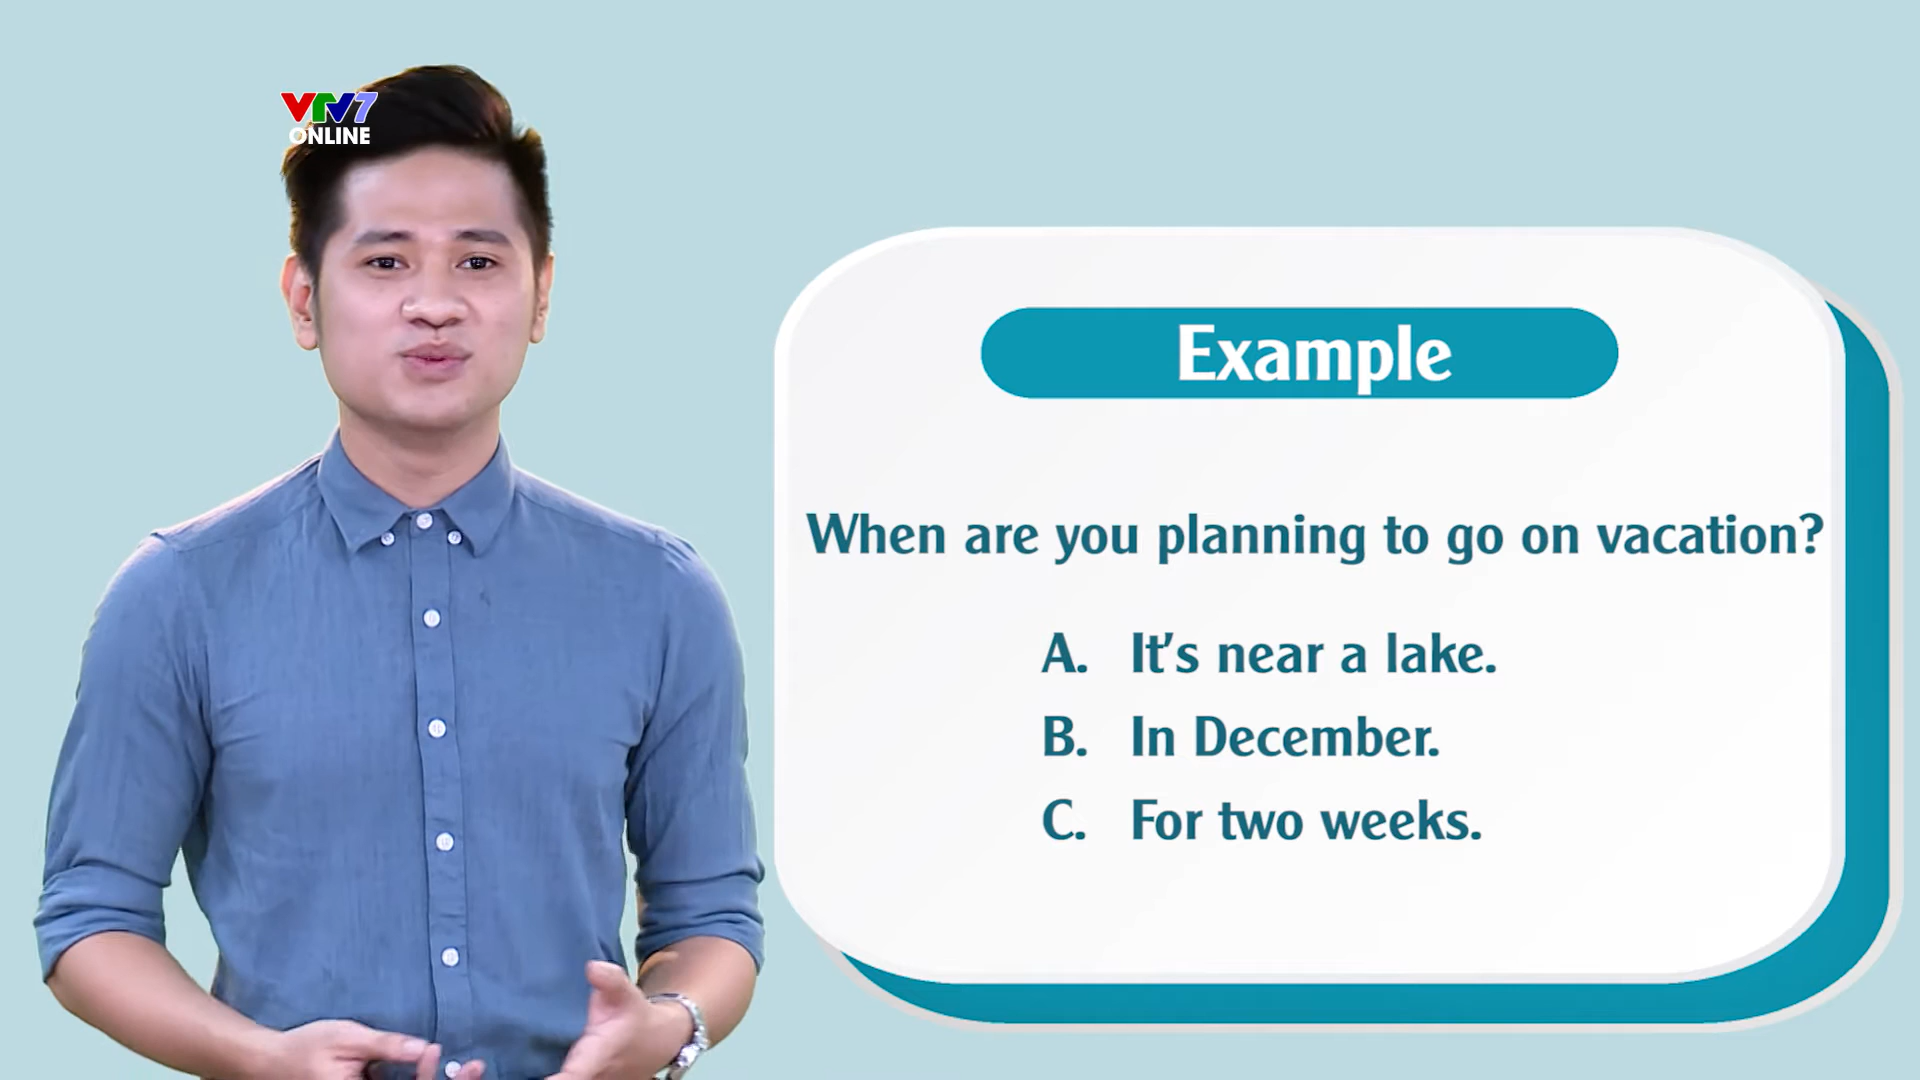 VTV7
ONLINE
Example
When are you planning to go on vacation?
A. It's near a lake.
B. In December.
C. For two weeks.